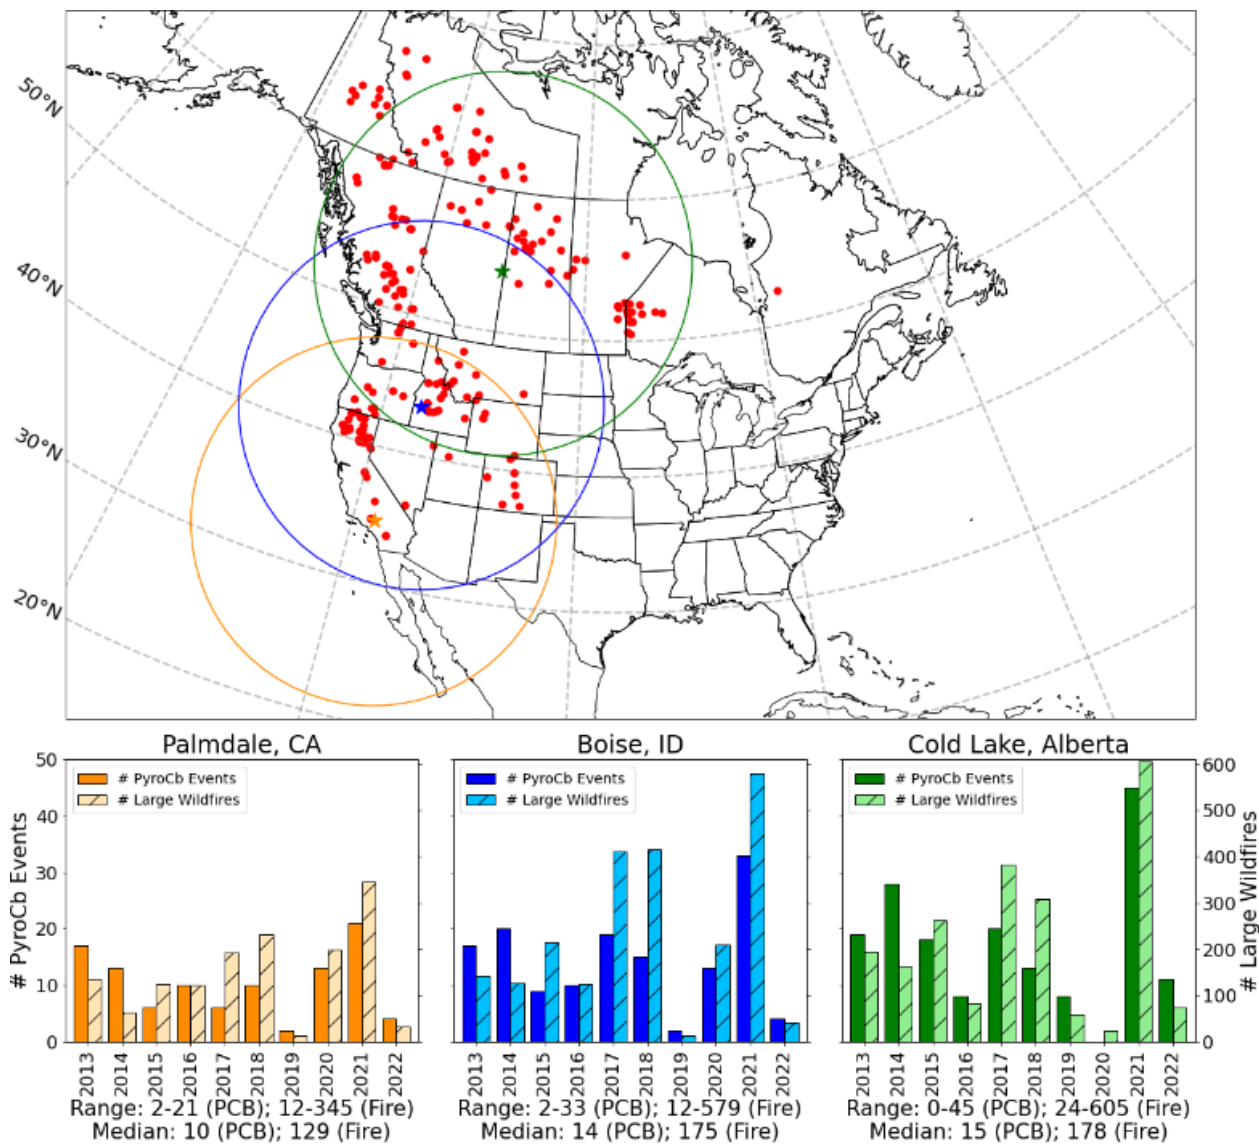 50°N
40°N
30°N
20°N
Palmdale, CA
Boise, ID
Cold Lake, Alberta
# PyroCb Events
50
40
30
20
10
0
# PyroCb Events
# Large Wildfires
2013
2014
2015
2016
2017
2018
2019
2020
2021
2022
Range: 2-21 (PCB); 12-345 (Fire)
Median: 10 (PCB); 129 (Fire)
# PyroCb Events
# Large Wildfires
2013
2014
2015
2016
2017
2018
2019
2020
2021
2022
Range: 2-33 (PCB); 12-579 (Fire)
Median: 14 (PCB); 175 (Fire)
# PyroCb Events
# Large Wildfires
600
500
400
300
200
100
0
# Large Wildfires
2013
2014
2015
2016
2017
2018
2019
2020
2021
2022
Range: 0-45 (PCB); 24-605 (Fire)
Median: 15 (PCB); 178 (Fire)